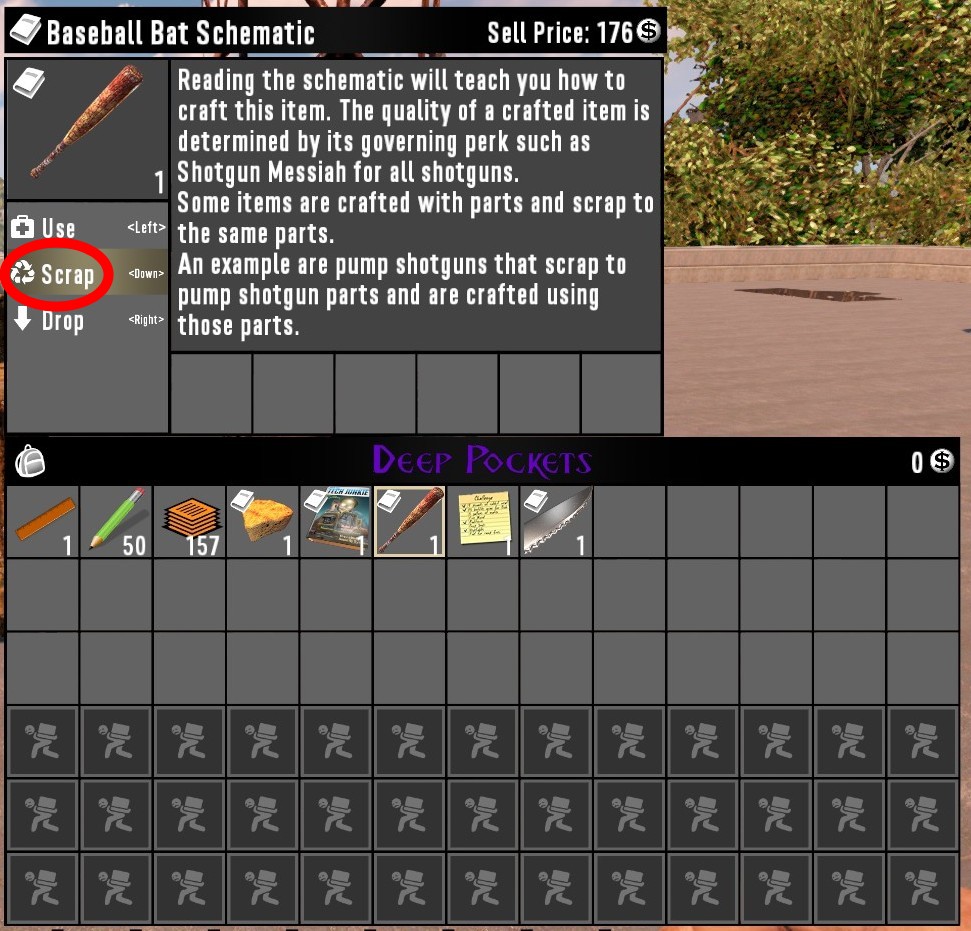 Baseball Bat Schematic
Sell Price: 176
Reading the schematic will teach you how to
craft this item. The quality of a crafted item is
determined by its governing perk such as
Shotgun Messiah for all shotguns.
Some items are crafted with parts and scrap to
the same parts.
An example are pump shotguns that scrap to
pump shotgun parts and are crafted using
those parts.
1
Use <Left>
Scrap <Down>
Drop <Right>
Deep Pockets
0
TECH JUNKIE
Challenge
1 50 157 1 1 1 1 1